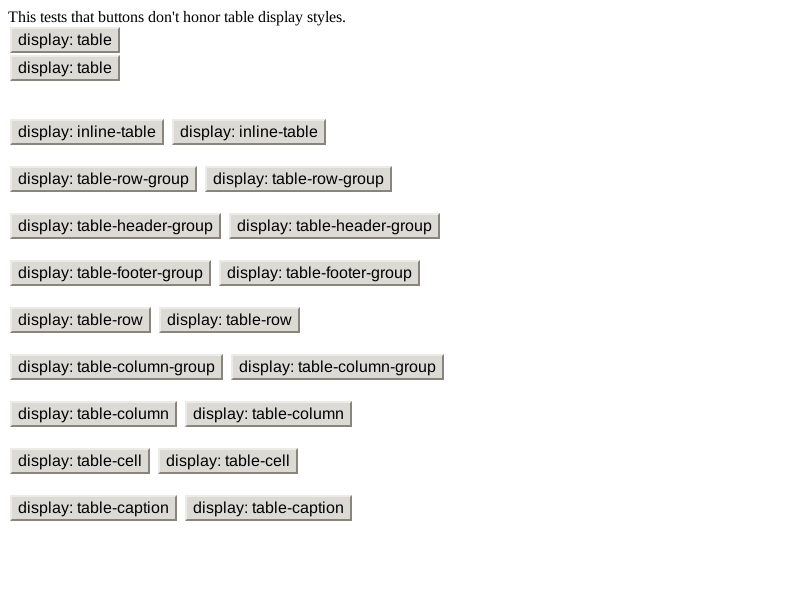 This tests that buttons don't honor table display styles.
display: table
display: table
display: inline-table display: inline-table
display: table-row-group display: table-row-group
display: table-header-group display: table-header-group
display: table-footer-group display: table-footer-group
display: table-row display: table-row
display: table-column-group display: table-column-group
display: table-column display: table-column
display: table-cell display: table-cell
display: table-caption display: table-caption